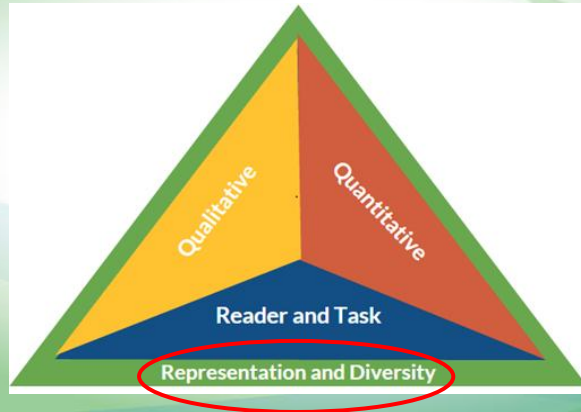 Qualitative
Quantitative
Reader and Task
Representation and Diversity